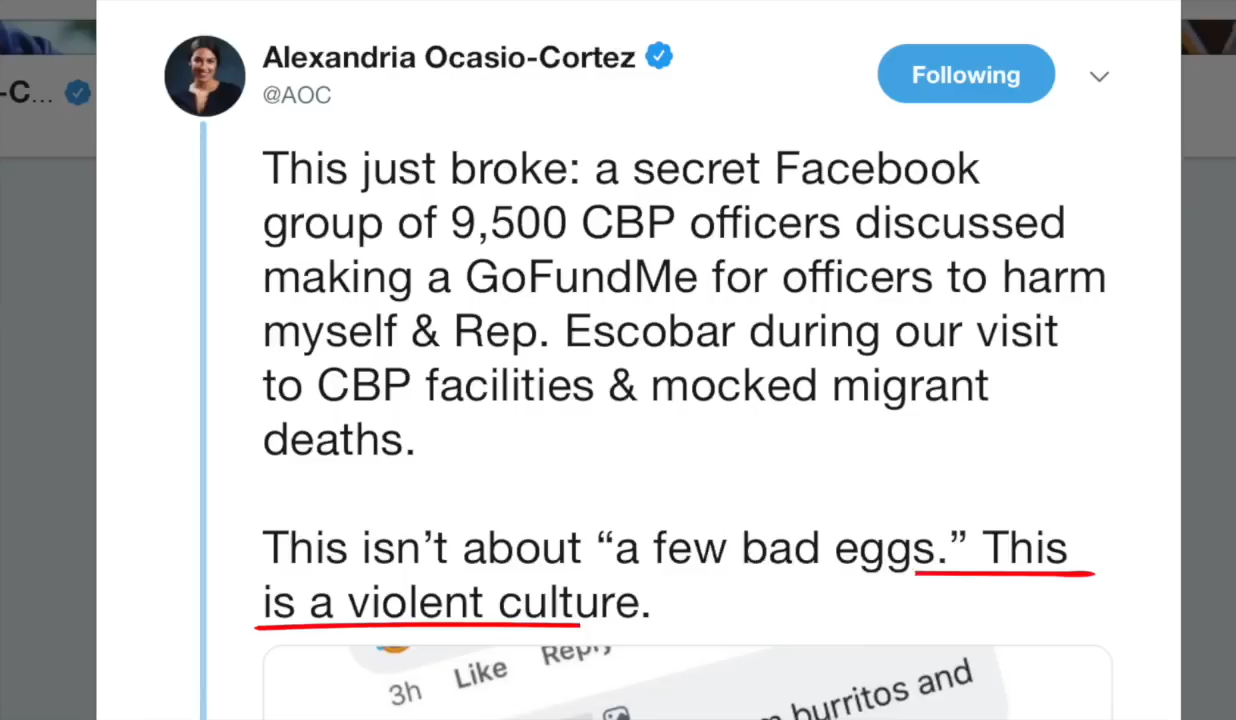 Alexandria Ocasio-Cortez
@AOC
Following
-C...
This just broke: a secret Facebook
group of 9,500 CBP officers discussed
making a GoFundMe for officers to harm
myself & Rep. Escobar during our visit
to CBP facilities & mocked migrant
deaths.
This isn’t about “a few bad eggs.” This
is a violent culture.
3h Like Reply
burritos and